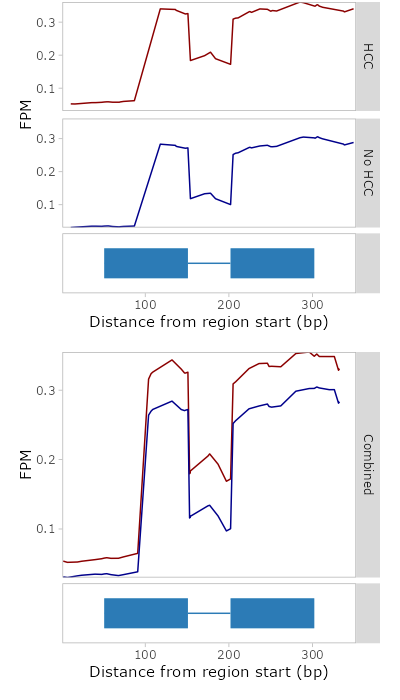 0.3
0.2
0.1
HCC
FPM
0.3
0.2
0.1
No HCC
100 200 300
Distance from region start (bp)
0.3
0.2
0.1
FPM
Combined
100 200 300
Distance from region start (bp)